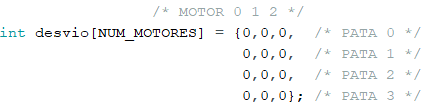 /* MOTOR 0 1 2 */
int desvio[NUM_MOTORES] = {0,0,0, /* PATA 0 */
0,0,0, /* PATA 1 */
0,0,0, /* PATA 2 */
0,0,0}; /* PATA 3 */